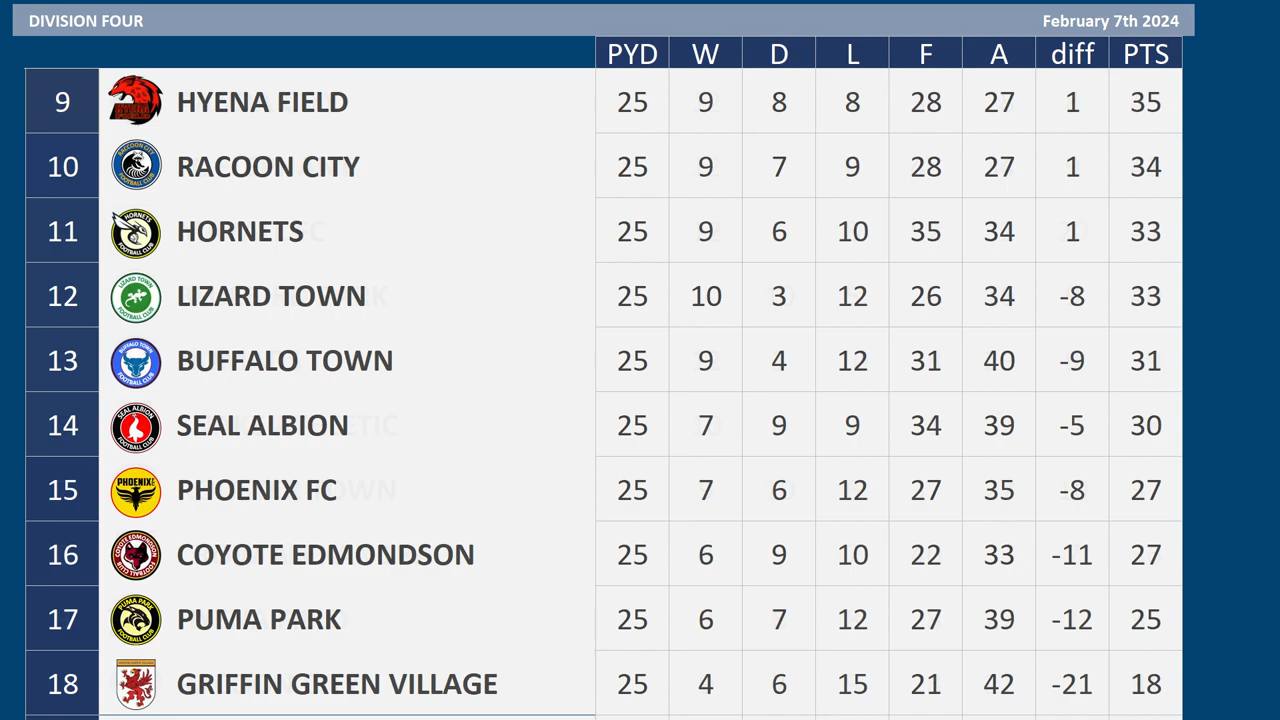 DIVISION FOUR February 7th 2024
PYD W D L F A diff PTS
9 HYENA FIELD 25 9 8 8 28 27 1 35
10 RACOON CITY 25 9 7 9 28 27 1 34
11 HORNETS 25 9 6 10 35 34 1 33
12 LIZARD TOWN 25 10 3 12 26 34 -8 33
13 BUFFALO TOWN 25 9 4 12 31 40 -9 31
14 SEAL ALBION 25 7 9 9 34 39 -5 30
15 PHOENIX FC 25 7 6 12 27 35 -8 27
16 COYOTE EDMONDSON 25 6 9 10 22 33 -11 27
17 PUMA PARK 25 6 7 12 27 39 -12 25
18 GRIFFIN GREEN VILLAGE 25 4 6 15 21 42 -21 18